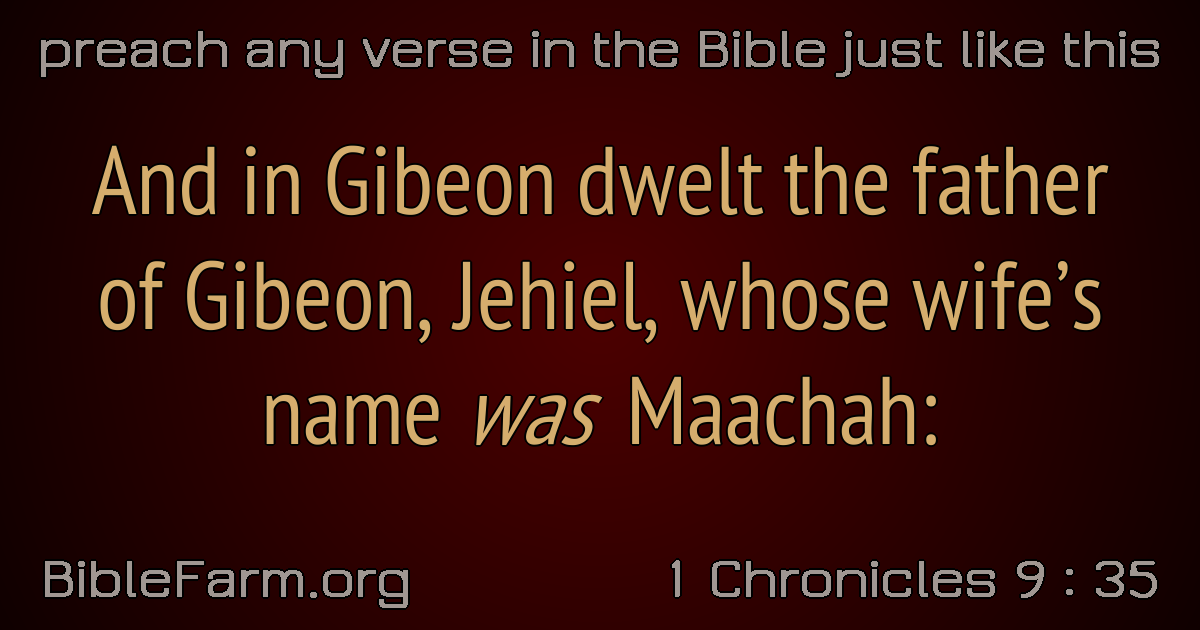 preach any verse in the Bible just like this
And in Gibeon dwelt the father
of Gibeon, Jehiel, whose wife’s
name was Maachah:
BibleFarm.org
1 Chronicles 9 : 35